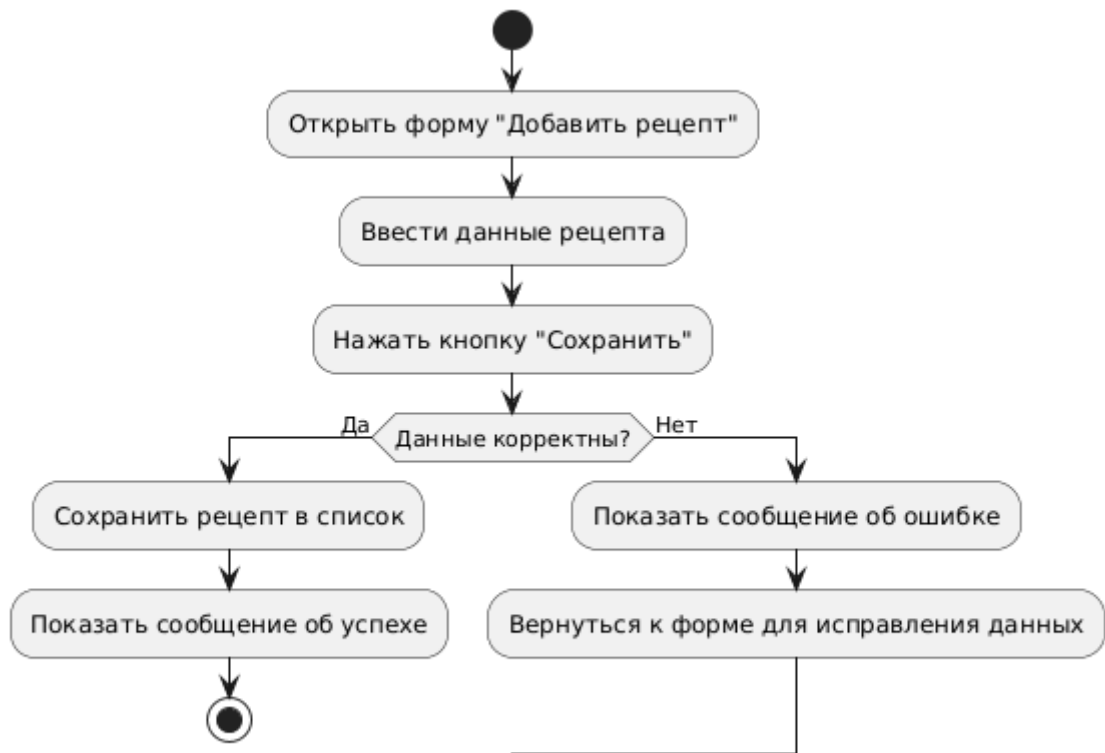 Открыть форму "Добавить рецепт"
Ввести данные рецепта
Нажать кнопку "Сохранить"
Да
Данные корректны?
Нет
Сохранить рецепт в список
Показать сообщение об ошибке
Показать сообщение об успехе
Вернуться к форме для исправления данных